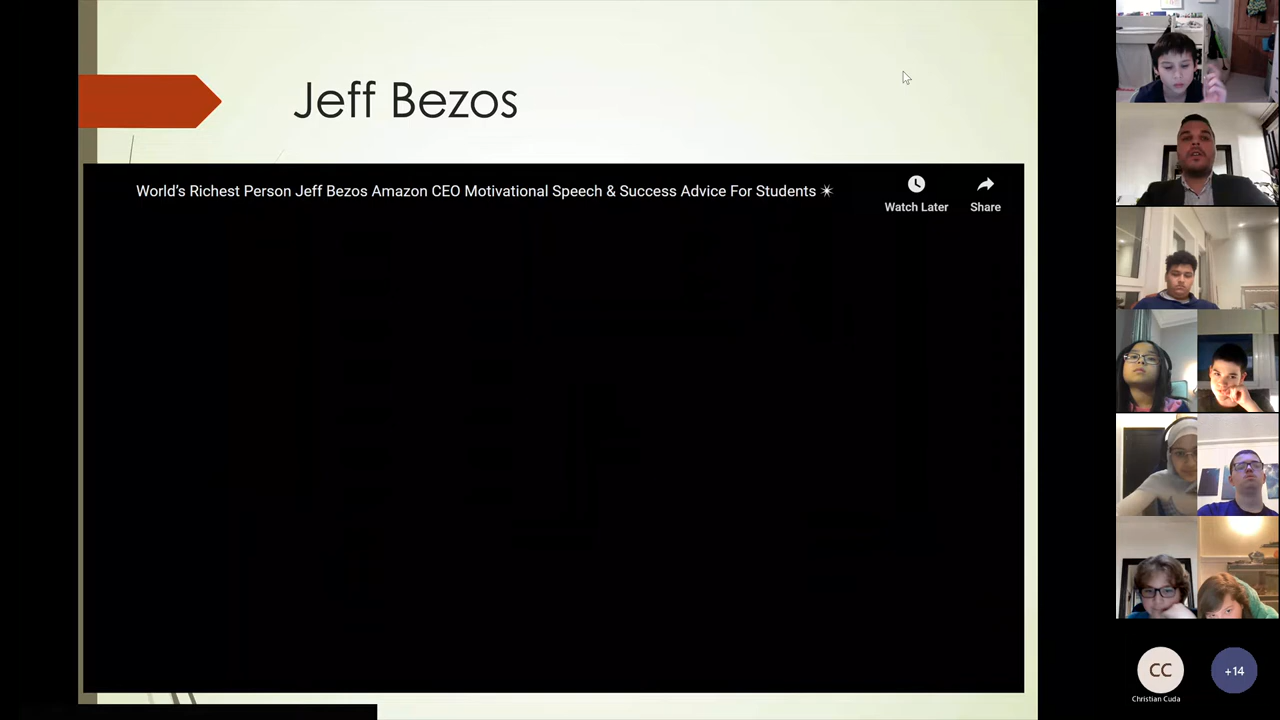 Jeff Bezos
World’s Richest Person Jeff Bezos Amazon CEO Motivational Speech & Success Advice For Students ✴
Watch Later
Share
CC
+14
Christian Cuda